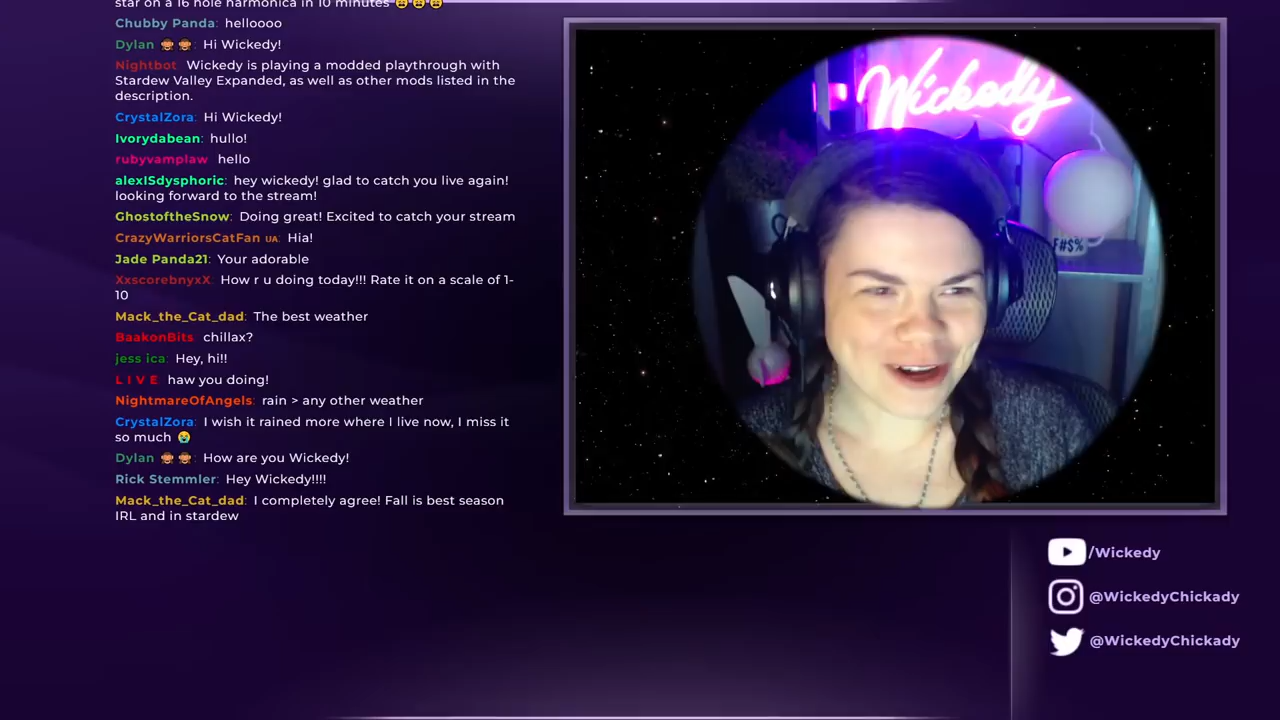 star on a 16 hole harmonica in 10 minutes 😩😩😩
Chubby Panda: helloooo
Dylan 🙈🙈: Hi Wickedy!
Nightbot: Wickedy is playing a modded playthrough with
Stardew Valley Expanded, as well as other mods listed in the
description.
CrystalZora: Hi Wickedy!
Ivorydabean: hullo!
rubyvamplaw: hello
alexISdysphoric: hey wickedy! glad to catch you live again!
looking forward to the stream!
GhostoftheSnow: Doing great! Excited to catch your stream
CrazyWarriorsCatFan UA: Hia!
Jade Panda21: Your adorable
XxscorebnyxX: How r u doing today!!! Rate it on a scale of 1-
10
Mack_the_Cat_dad: The best weather
BaakonBits: chillax?
jess ica: Hey, hi!!
L I V E: haw you doing!
NightmareOfAngels: rain > any other weather
CrystalZora: I wish it rained more where I live now, I miss it
so much 😭
Dylan 🙈🙈: How are you Wickedy!
Rick Stemmler: Hey Wickedy!!!!
Mack_the_Cat_dad: I completely agree! Fall is best season
IRL and in stardew
Wickedy
F#$%
/Wickedy
@WickedyChickady
@WickedyChickady